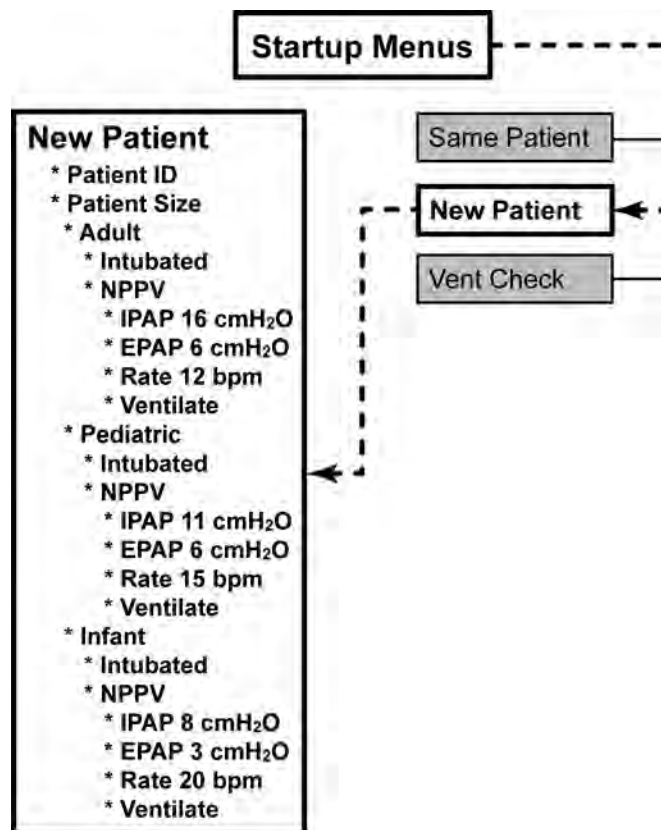 Startup Menus
New Patient
* Patient ID
* Patient Size
* Adult
* Intubated
* NPPV
* IPAP 16 cmH₂O
* EPAP 6 cmH₂O
* Rate 12 bpm
* Ventilate
* Pediatric
* Intubated
* NPPV
* IPAP 11 cmH₂O
* EPAP 6 cmH₂O
* Rate 15 bpm
* Ventilate
* Infant
* Intubated
* NPPV
* IPAP 8 cmH₂O
* EPAP 3 cmH₂O
* Rate 20 bpm
* Ventilate
Same Patient
New Patient
Vent Check